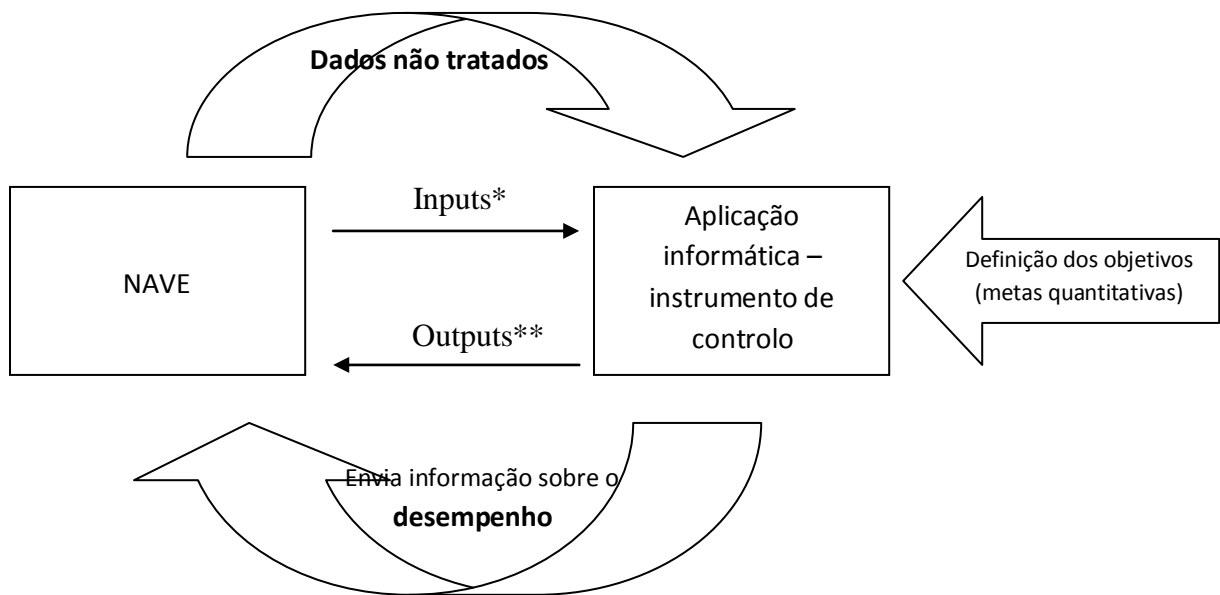 Dados não tratados
Inputs*
NAVE
Aplicação
informática –
instrumento de
controlo
Definição dos objetivos
(metas quantitativas)
Outputs**
Envia informação sobre o
desempenho